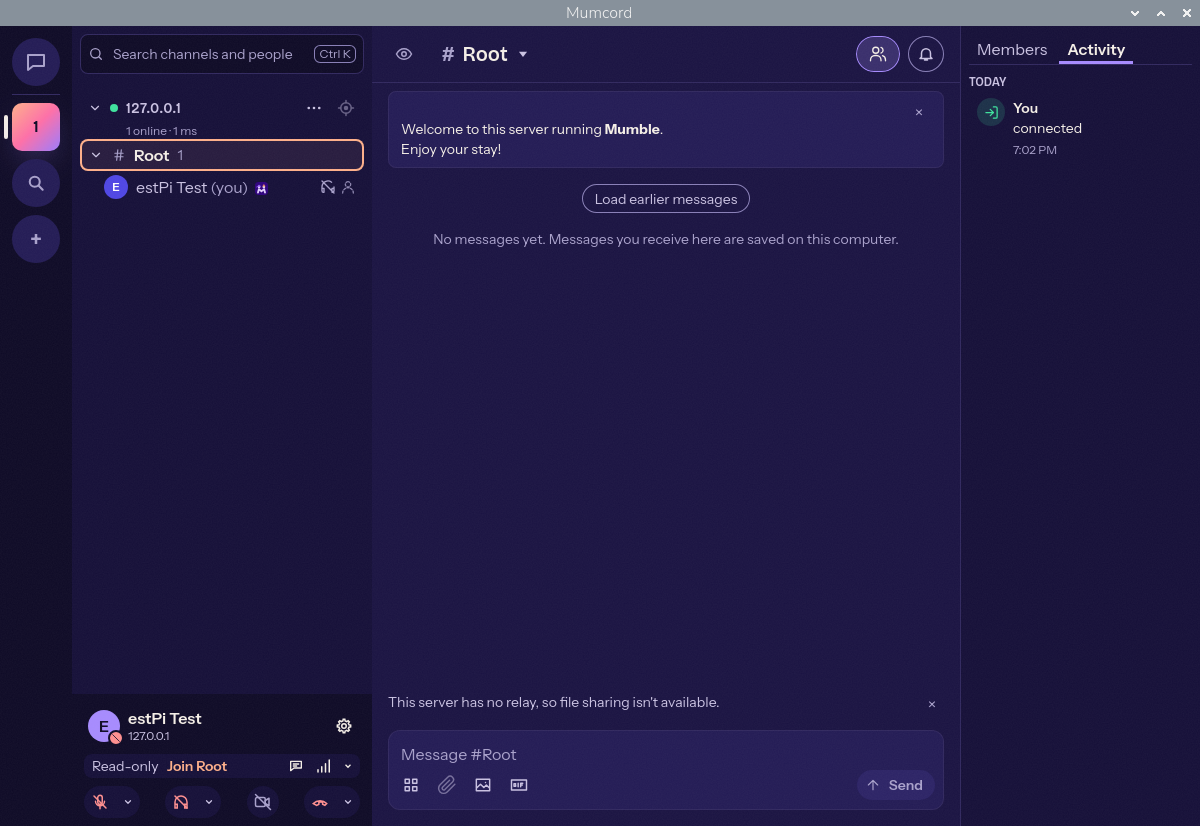 Mumcord
Search channels and people Ctrl K
127.0.0.1
1 online · 1 ms
1
# Root 1
E estPi Test (you)
# Root
Welcome to this server running Mumble.
Enjoy your stay!
Load earlier messages
No messages yet. Messages you receive here are saved on this computer.
This server has no relay, so file sharing isn't available.
Message #Root
GIF
Send
Members Activity
TODAY
You
connected
7:02 PM
E estPi Test
127.0.0.1
Read-only Join Root